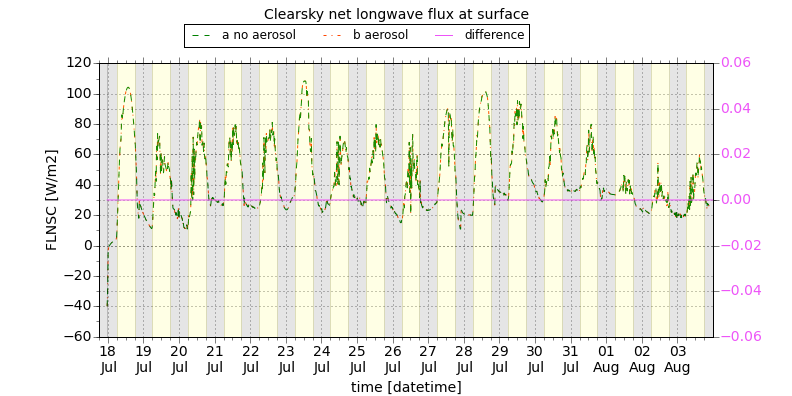 Clearsky net longwave flux at surface
a no aerosol b aerosol difference
120 0.06
100 0.04
80
60 0.02
40
20 0.00
0
−20 −0.02
−40 −0.04
−60 −0.06
FLNSC [W/m2]
18 19 20 21 22 23 24 25 26 27 28 29 30 31 01 02 03
Jul Jul Jul Jul Jul Jul Jul Jul Jul Jul Jul Jul Jul Jul Aug Aug Aug
time [datetime]